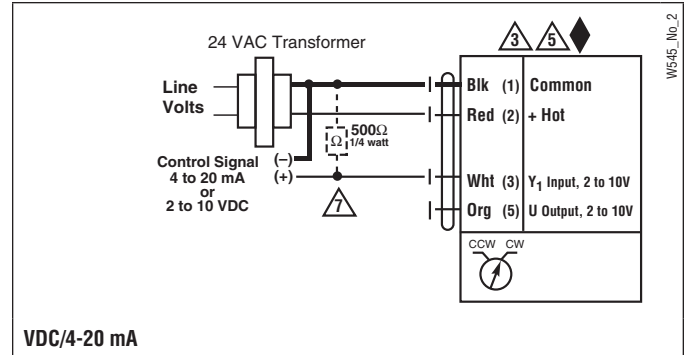 24 VAC Transformer
Line
Volts
500Ω
Ω
1/4 watt
Control Signal
4 to 20 mA
or
2 to 10 VDC
(–)
(+)
7
3
5
Blk (1) Common
Red (2) + Hot
Wht (3) Y₁ Input, 2 to 10V
Org (5) U Output, 2 to 10V
CCW CW
W545_No_2
VDC/4-20 mA